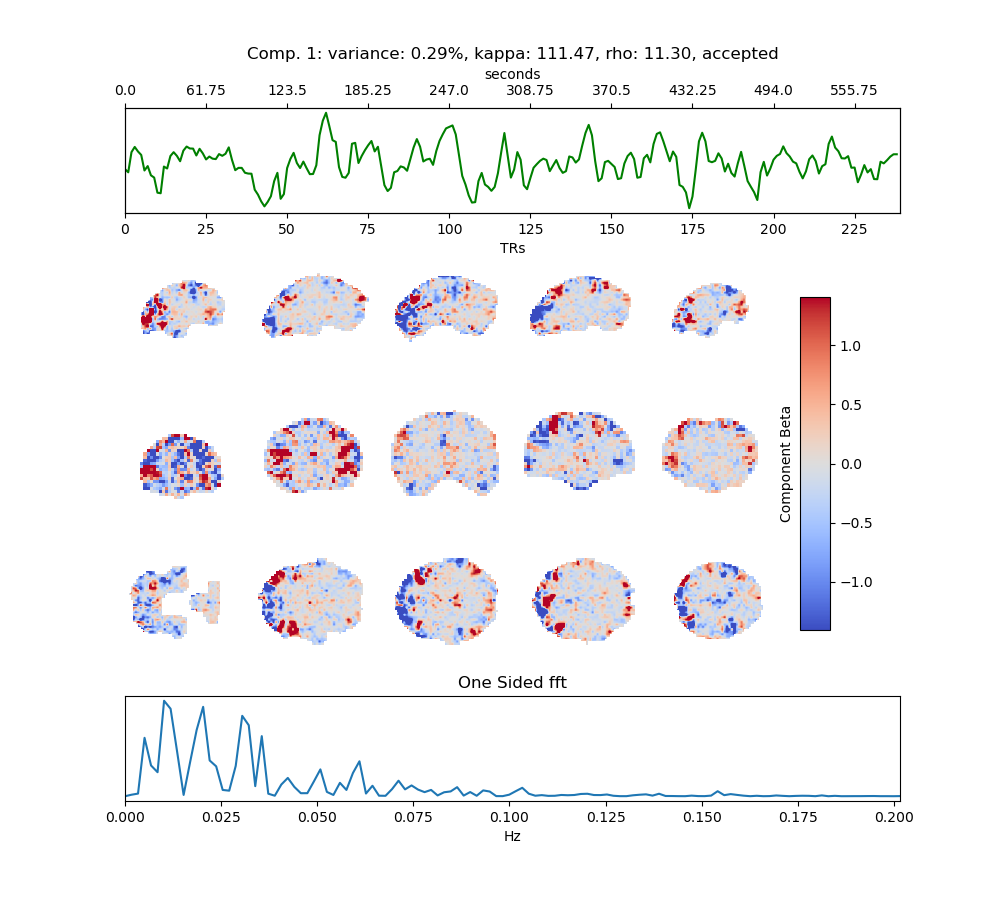 Comp. 1: variance: 0.29%, kappa: 111.47, rho: 11.30, accepted
seconds
0.0 61.75 123.5 185.25 247.0 308.75 370.5 432.25 494.0 555.75
0 25 50 75 100 125 150 175 200 225
TRs
1.0
0.5
0.0
−0.5
−1.0
Component Beta
One Sided fft
0.000 0.025 0.050 0.075 0.100 0.125 0.150 0.175 0.200
Hz